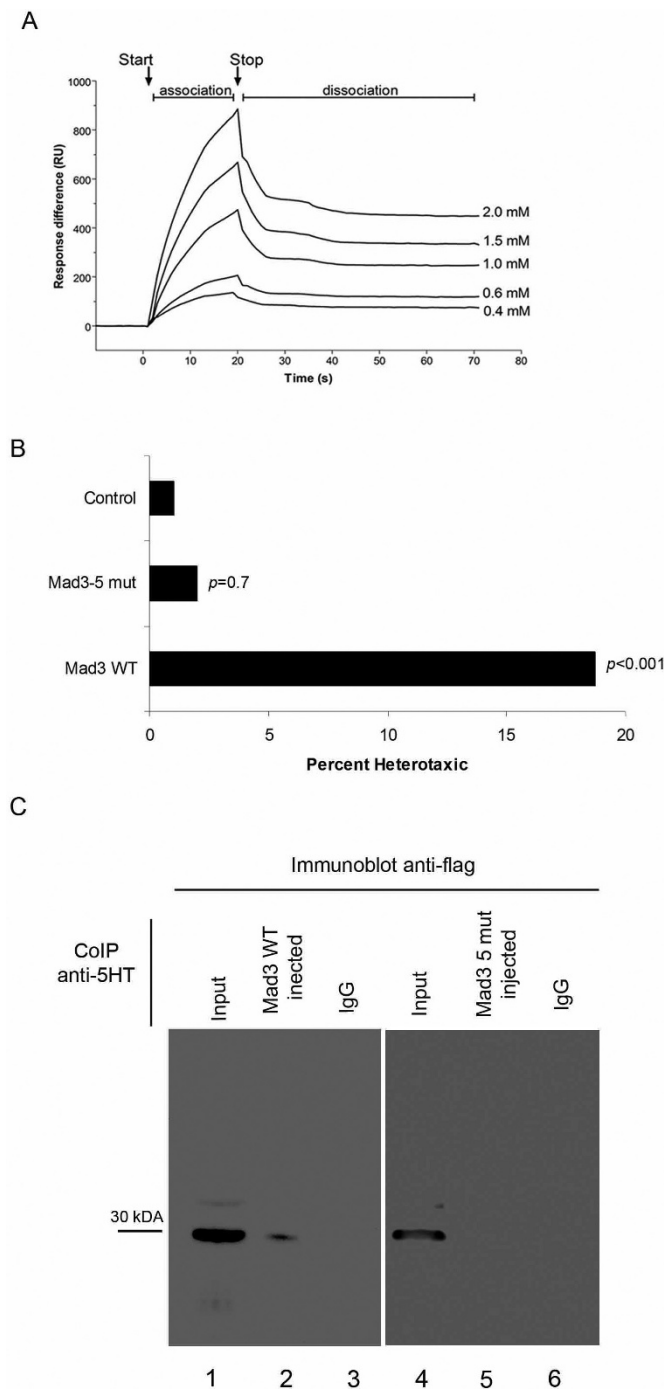 A
Start
Stop
association
dissociation
1000
800
600
400
200
0
Response difference (RU)
2.0 mM
1.5 mM
1.0 mM
0.6 mM
0.4 mM
0 10 20 30 40 50 60 70 80
Time (s)
B
Control
Mad3-5 mut
p=0.7
Mad3 WT
p<0.001
0 5 10 15 20
Percent Heterotaxic
C
Immunoblot anti-flag
CoIP
anti-5HT
Input
Mad3 WT
inected
IgG
Input
Mad3 5 mut
injected
IgG
30 kDA
1 2 3 4 5 6